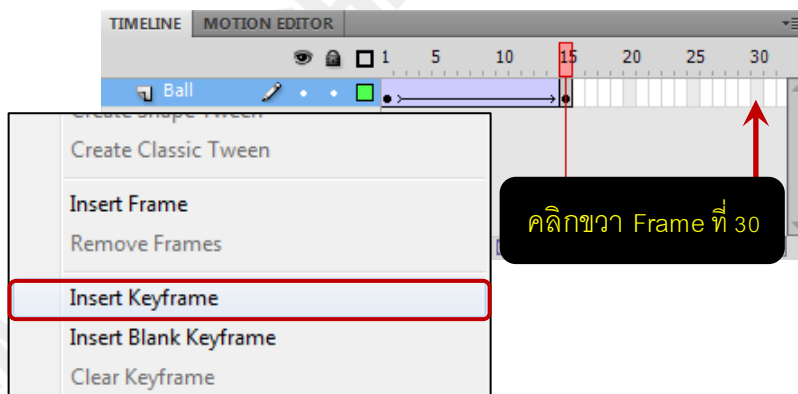 TIMELINE MOTION EDITOR
1 5 10 15 20 25 30
Ball
Create Shape Tween
Create Classic Tween
Insert Frame
Remove Frames
คลิกขวา Frame ที่ 30
Insert Keyframe
Insert Blank Keyframe
Clear Keyframe